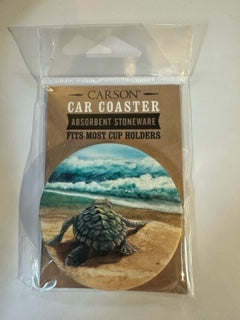 CARSON®
CAR COASTER
ABSORBENT STONEWARE
FITS MOST CUP HOLDERS